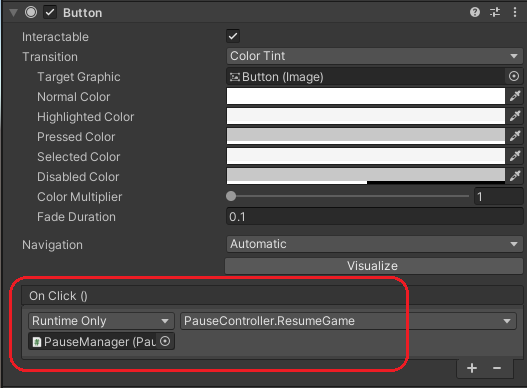 Button
Interactable
Transition Color Tint
Target Graphic Button (Image)
Normal Color
Highlighted Color
Pressed Color
Selected Color
Disabled Color
Color Multiplier 1
Fade Duration 0.1
Navigation Automatic
Visualize
On Click ()
Runtime Only PauseController.ResumeGame
PauseManager (Pau